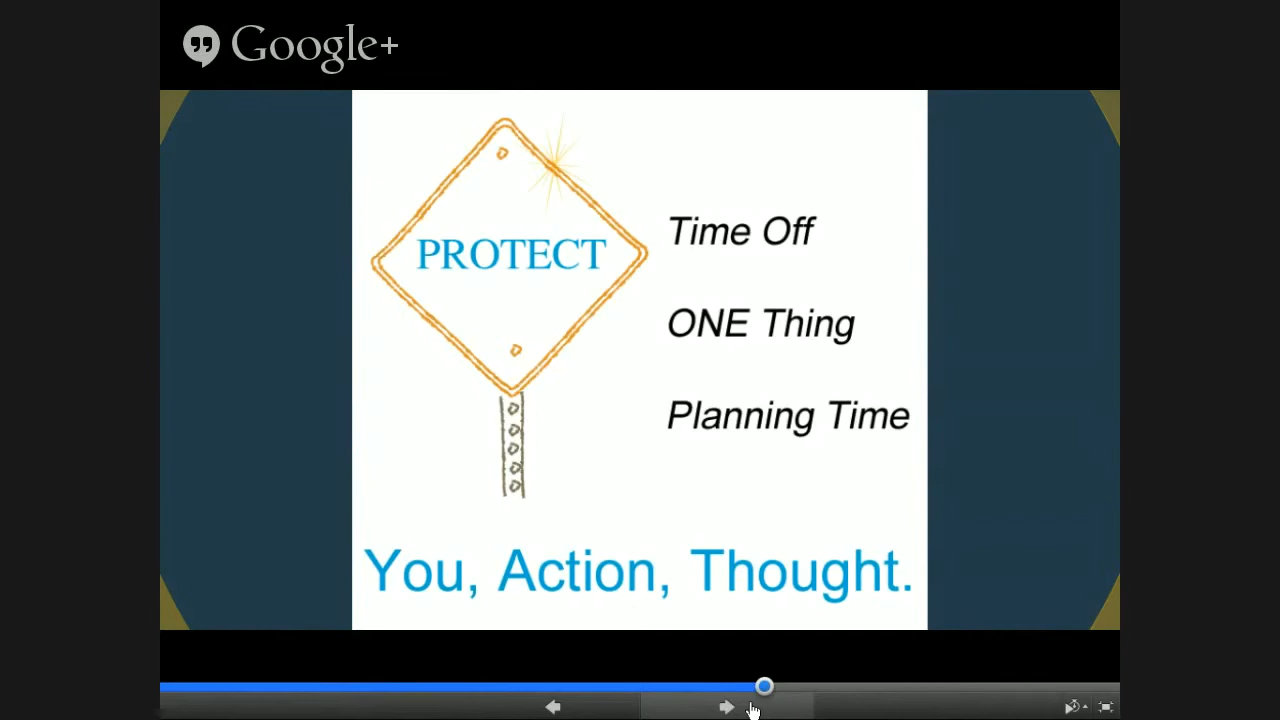 Google+
PROTECT
Time Off
ONE Thing
Planning Time
You, Action, Thought.